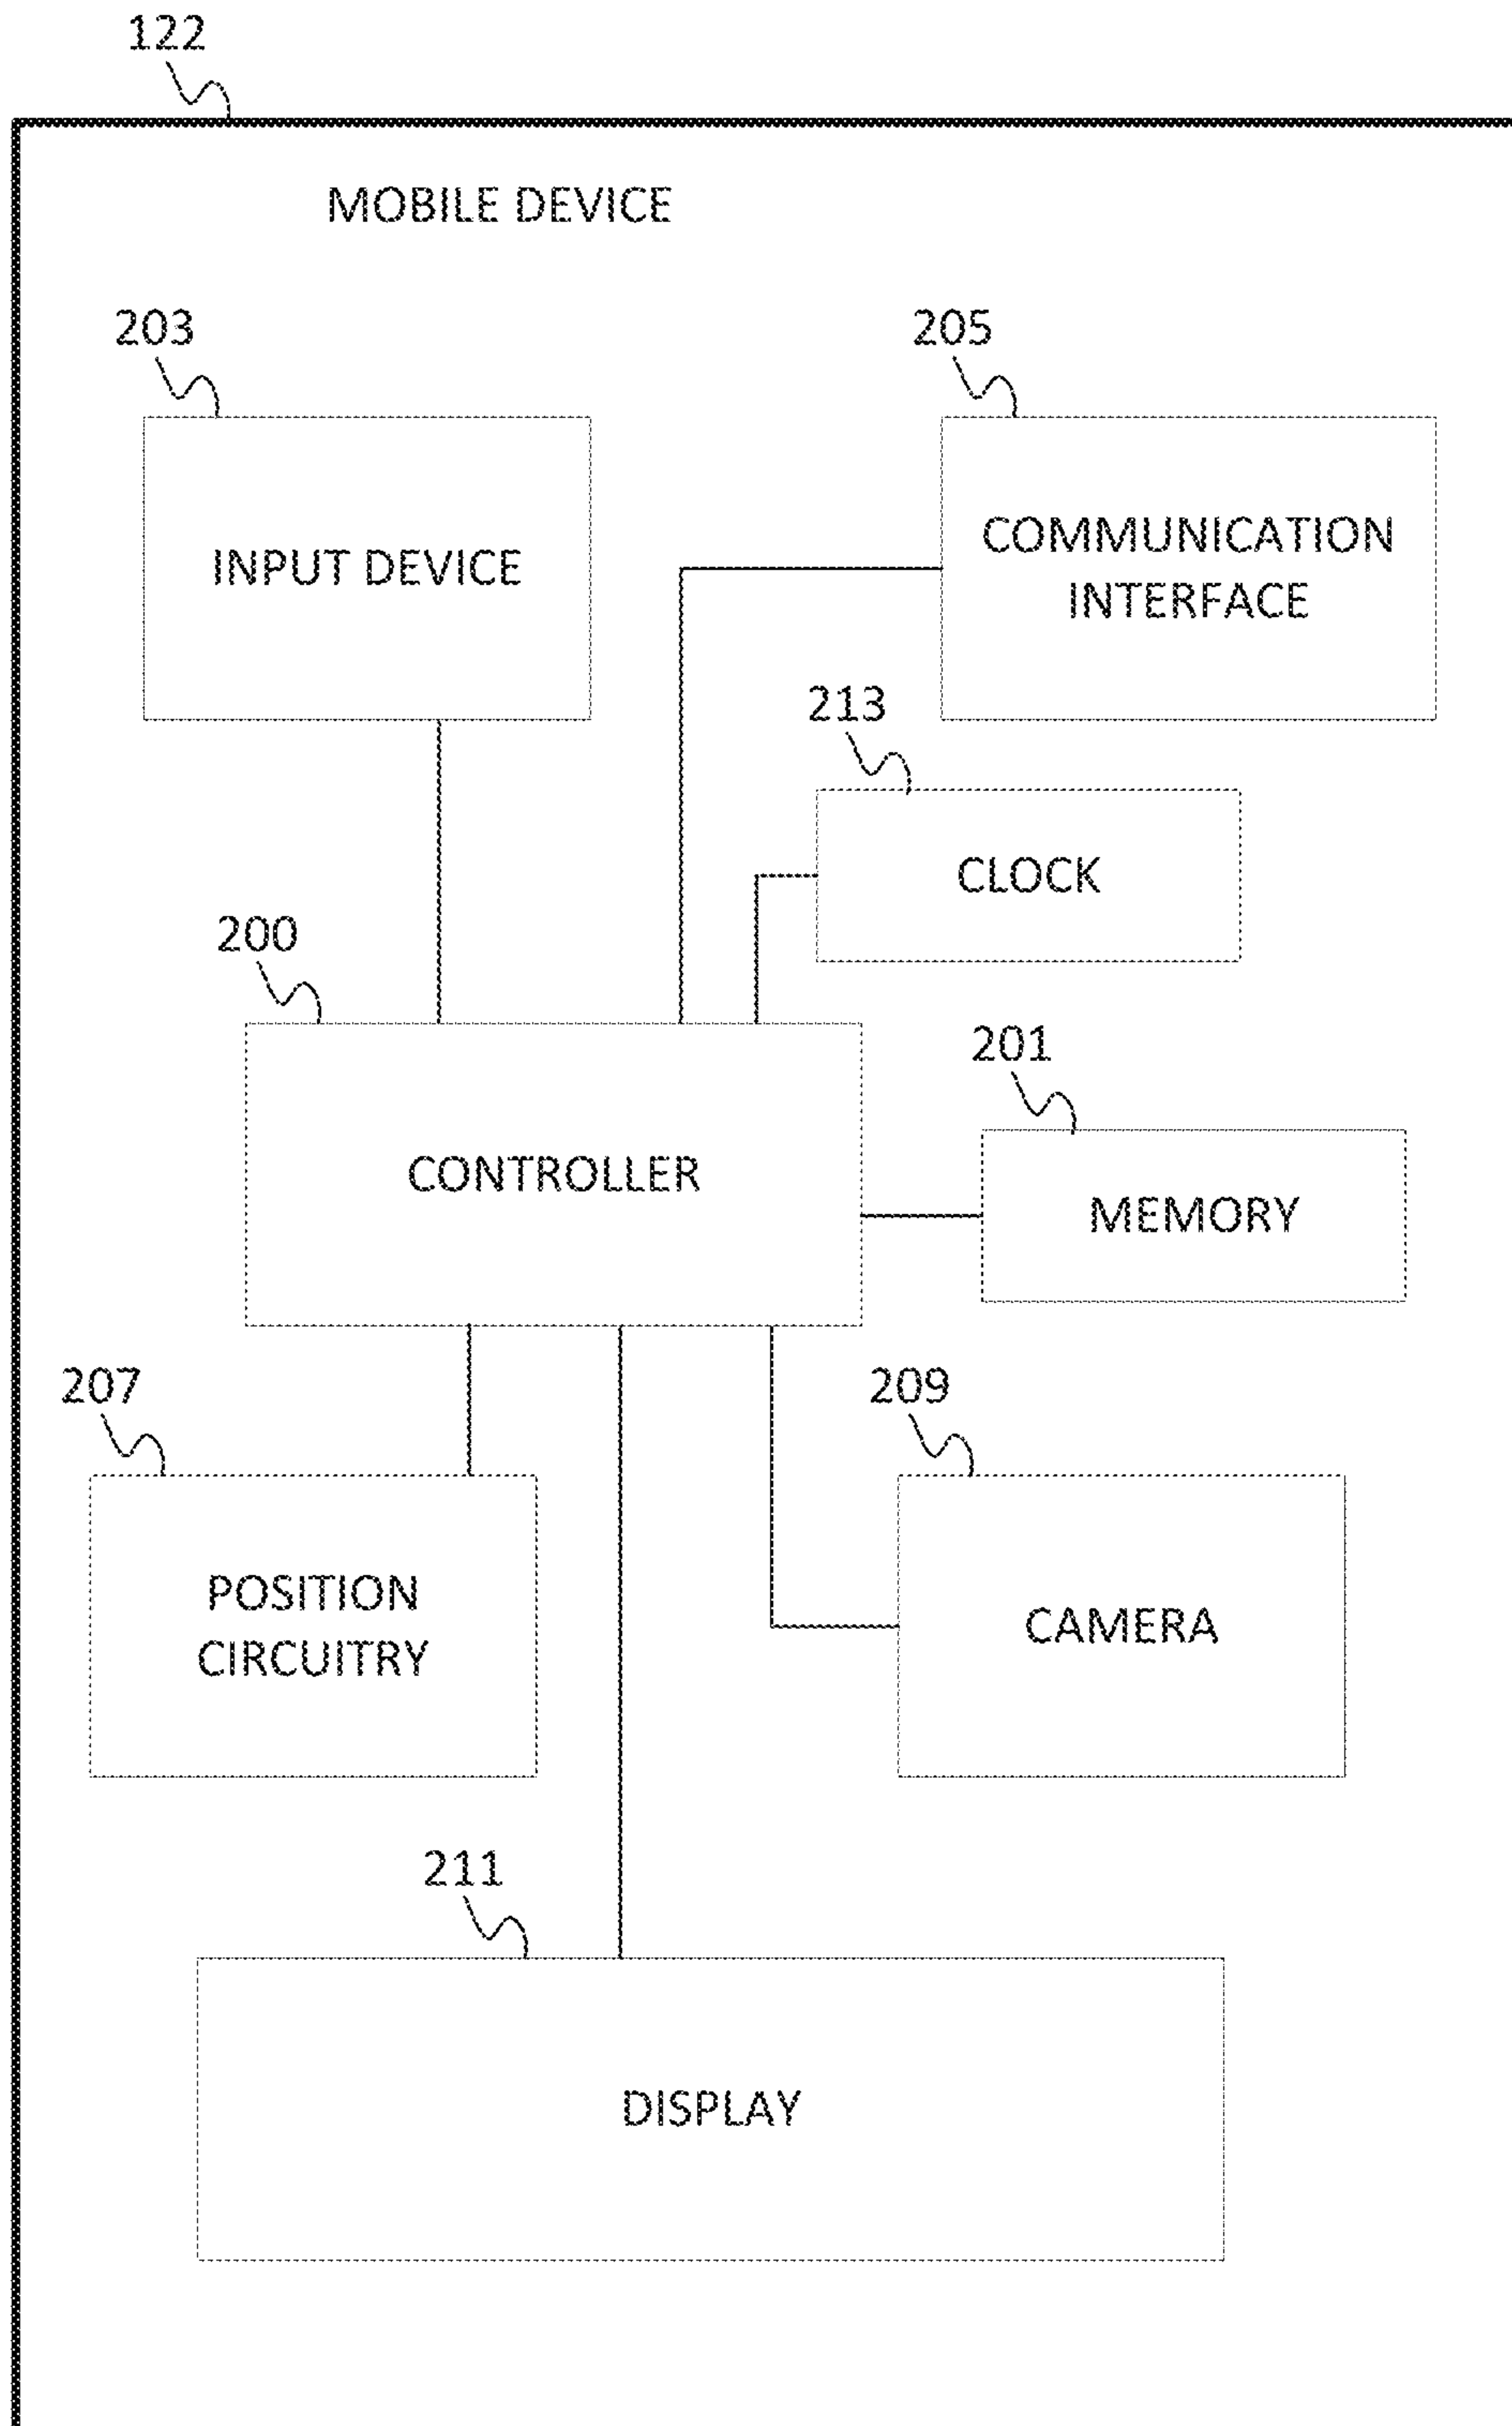 122
MOBILE DEVICE
203
205
INPUT DEVICE
COMMUNICATION
INTERFACE
213
CLOCK
200
CONTROLLER
201
MEMORY
207
209
POSITION
CIRCUITRY
CAMERA
211
DISPLAY